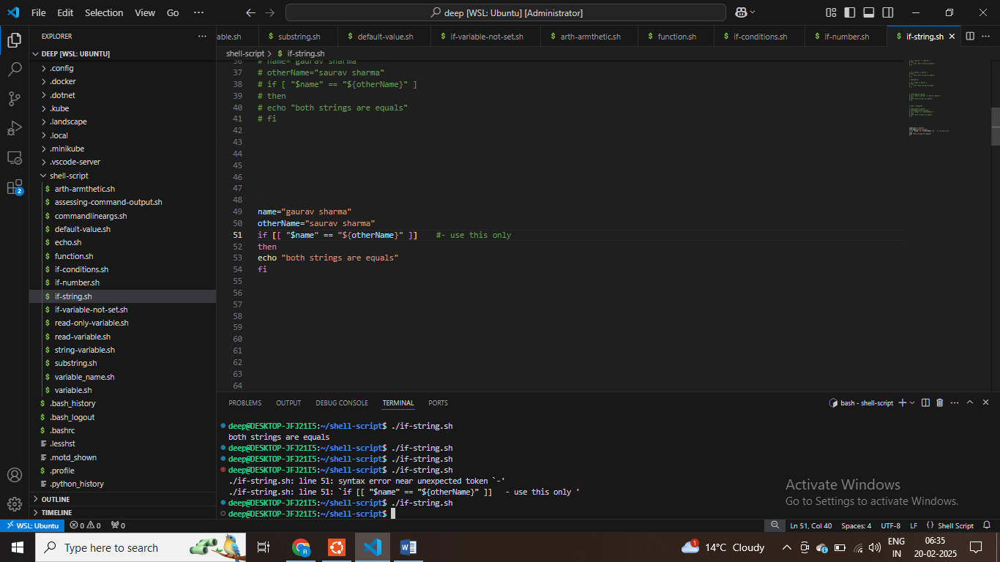 File Edit Selection View Go ··· deep [WSL: Ubuntu] [Administrator]
EXPLORER ···
able.sh substring.sh default-value.sh if-variable-not-set.sh arth-armthetic.sh function.sh if-conditions.sh if-number.sh if-string.sh
DEEP [WSL: UBUNTU]
.config
.docker
.dotnet
.kube
.landscape
.local
.minikube
.vscode-server
shell-script
arth-armthetic.sh
assessing-command-output.sh
commandlineargs.sh
default-value.sh
echo.sh
function.sh
if-conditions.sh
if-number.sh
if-string.sh
if-variable-not-set.sh
read-only-variable.sh
read-variable.sh
string-variable.sh
substring.sh
variable_name.sh
variable.sh
.bash_history
.bash_logout
.bashrc
.lesshst
.motd_shown
.profile
.python_history
OUTLINE
TIMELINE
2
shell-script > if-string.sh
36 # name="gaurav sharma"
37 # otherName="saurav sharma"
38 # if [ "$name" == "${otherName}" ]
39 # then
40 # echo "both strings are equals"
41 # fi
42
43
44
45
46
47
48
49 name="gaurav sharma"
50 otherName="saurav sharma"
51 if [[ "$name" == "${otherName}" ]]    #- use this only
52 then
53 echo "both strings are equals"
54 fi
55
56
57
58
59
60
61
62
63
64
PROBLEMS OUTPUT DEBUG CONSOLE TERMINAL PORTS bash - shell-script
deep@DESKTOP-JFJ21I5:~/shell-script$ ./if-string.sh
both strings are equals
deep@DESKTOP-JFJ21I5:~/shell-script$ ./if-string.sh
deep@DESKTOP-JFJ21I5:~/shell-script$ ./if-string.sh
deep@DESKTOP-JFJ21I5:~/shell-script$ ./if-string.sh
./if-string.sh: line 51: syntax error near unexpected token `-'
./if-string.sh: line 51: `if [[ "$name" == "${otherName}" ]]   - use this only '
deep@DESKTOP-JFJ21I5:~/shell-script$ ./if-string.sh
deep@DESKTOP-JFJ21I5:~/shell-script$
Activate Windows
Go to Settings to activate Windows.
WSL: Ubuntu 0 0 0 Ln 51, Col 40 Spaces: 4 UTF-8 LF Shell Script
Type here to search 1 14°C Cloudy ENG IN 06:35 20-02-2025